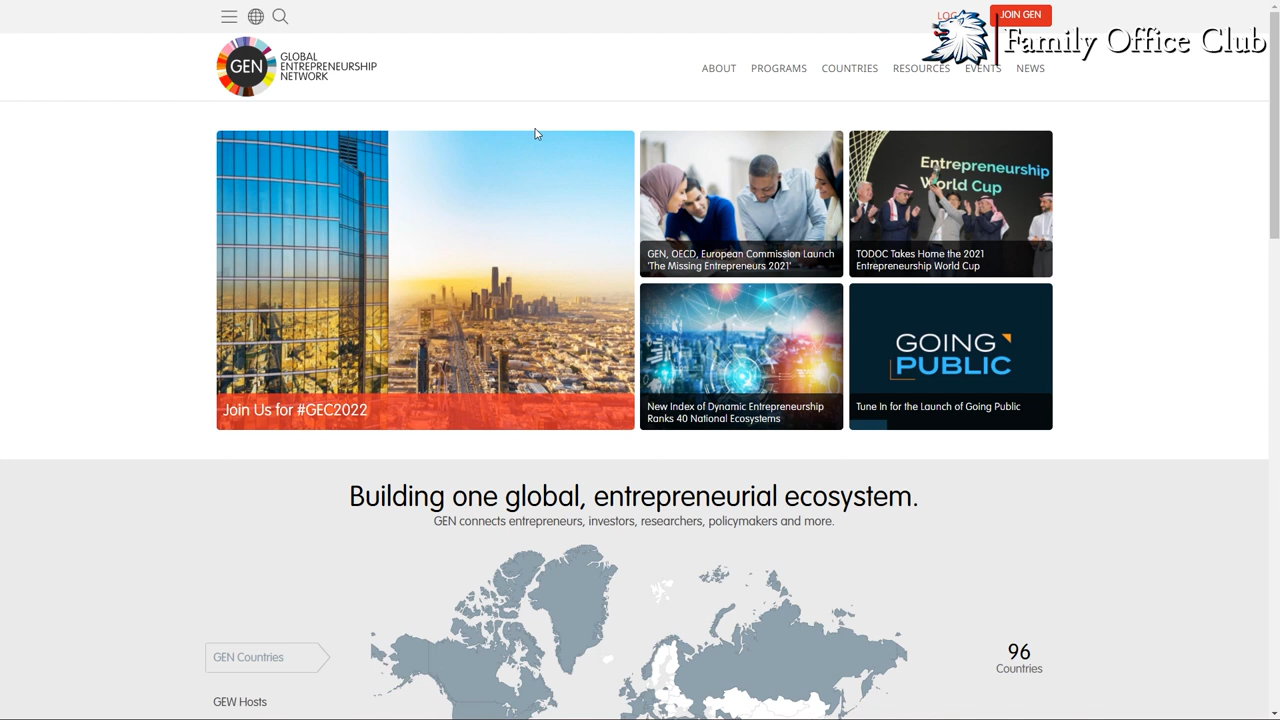 LOG
JOIN GEN
Family Office Club
GEN
GLOBAL
ENTREPRENEURSHIP
NETWORK
ABOUT PROGRAMS COUNTRIES RESOURCES EVENTS NEWS
Entrepreneurship
World Cup
GEN, OECD, European Commission Launch
'The Missing Entrepreneurs 2021'
TODOC Takes Home the 2021
Entrepreneurship World Cup
GOING
PUBLIC
Join Us for #GEC2022
New Index of Dynamic Entrepreneurship
Ranks 40 National Ecosystems
Tune In for the Launch of Going Public
Building one global, entrepreneurial ecosystem.
GEN connects entrepreneurs, investors, researchers, policymakers and more.
GEN Countries
96
Countries
GEW Hosts